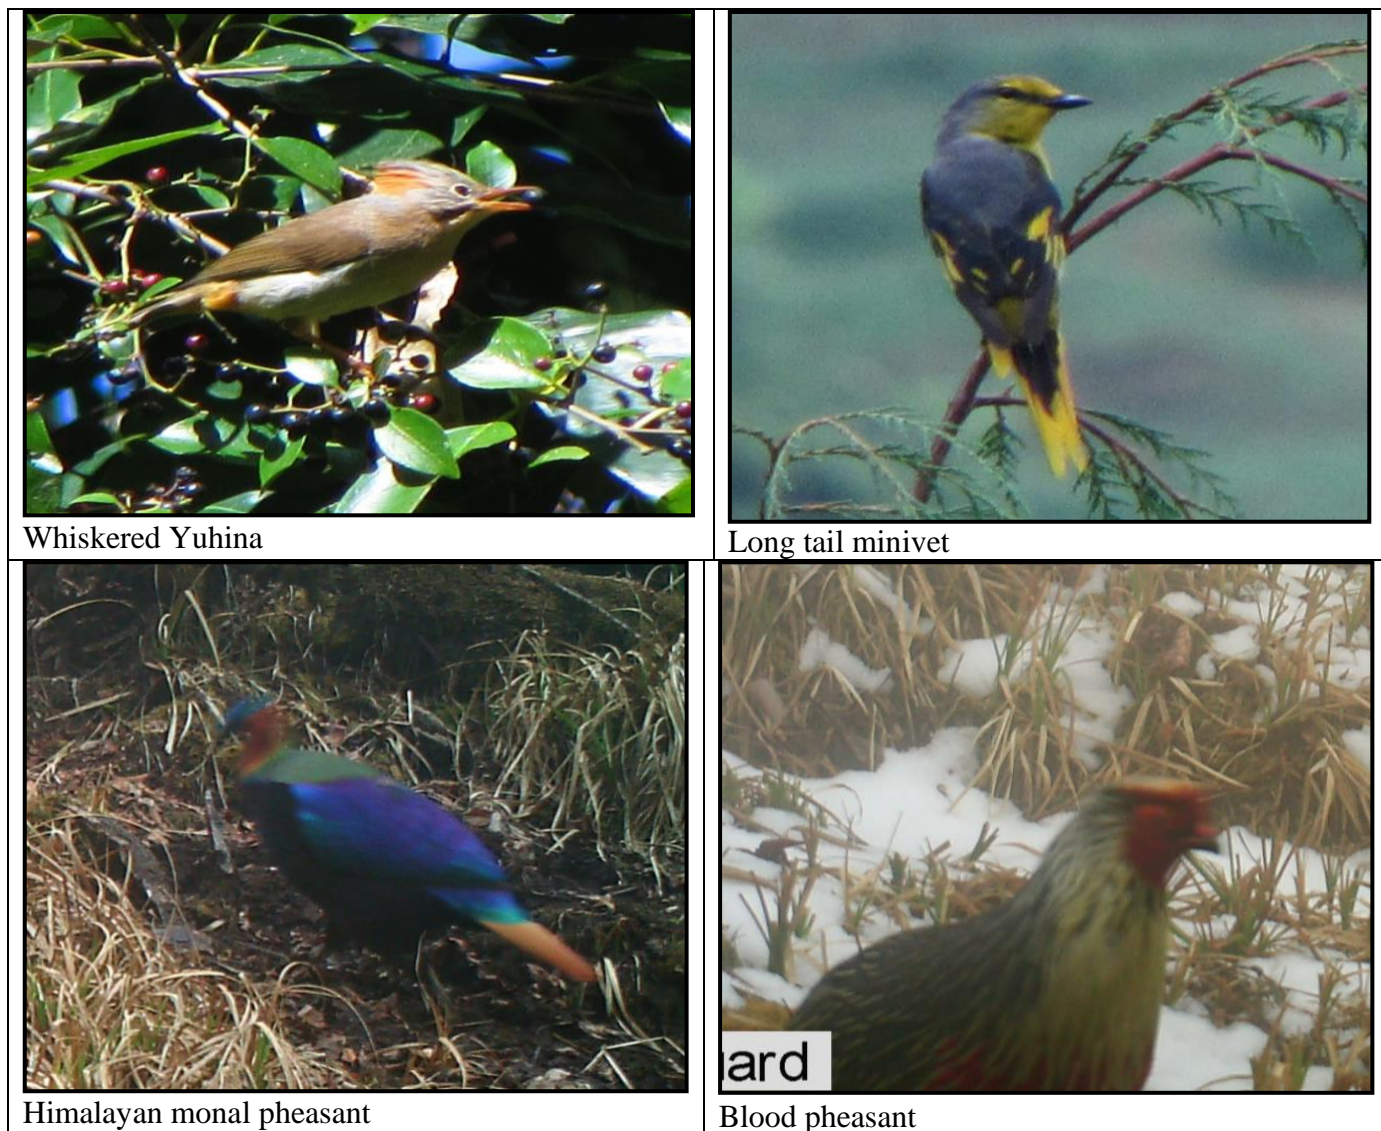 Whiskered Yuhina
Long tail minivet
Himalayan monal pheasant
ard
Blood pheasant